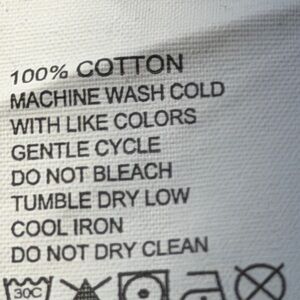 100% COTTON
MACHINE WASH COLD
WITH LIKE COLORS
GENTLE CYCLE
DO NOT BLEACH
TUMBLE DRY LOW
COOL IRON
DO NOT DRY CLEAN
30C